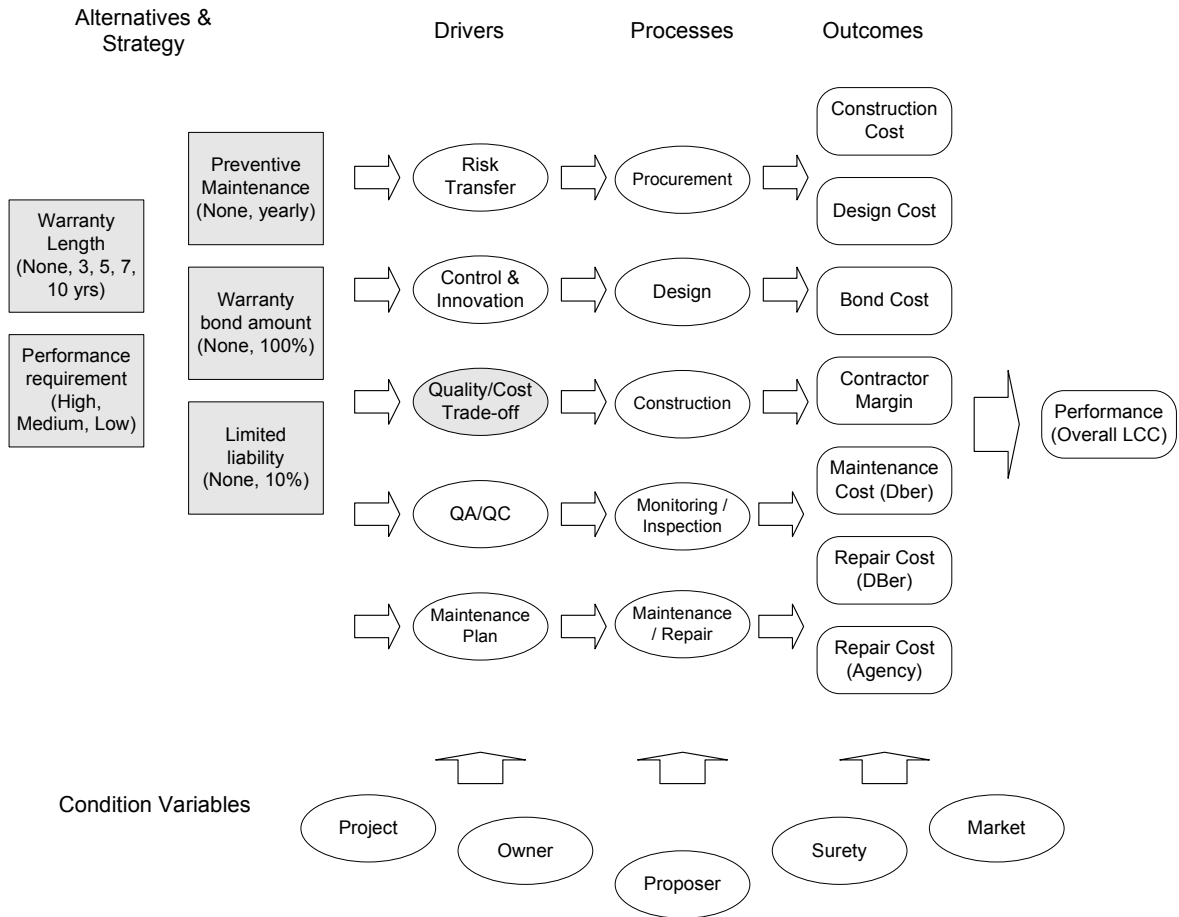 Alternatives &
Strategy
Drivers
Processes
Outcomes
Warranty
Length
(None, 3, 5, 7,
10 yrs)
Performance
requirement
(High,
Medium, Low)
Preventive
Maintenance
(None, yearly)
Warranty
bond amount
(None, 100%)
Limited
liability
(None, 10%)
Risk
Transfer
Control &
Innovation
Quality/Cost
Trade-off
QA/QC
Maintenance
Plan
Procurement
Design
Construction
Monitoring /
Inspection
Maintenance
/ Repair
Construction
Cost
Design Cost
Bond Cost
Contractor
Margin
Maintenance
Cost (Dber)
Repair Cost
(DBer)
Repair Cost
(Agency)
Performance
(Overall LCC)
Condition Variables
Project
Owner
Proposer
Surety
Market